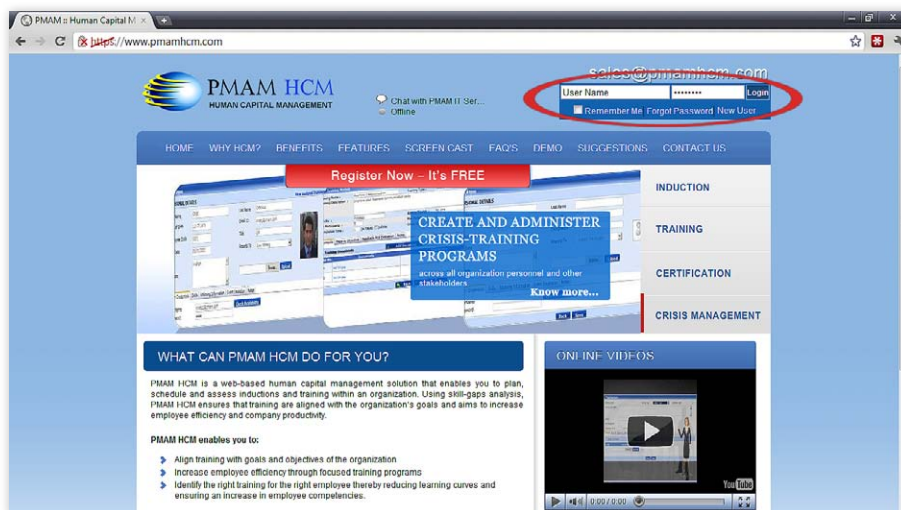 PMAM :: Human Capital M
https://www.pmamhcm.com
sales@pmamhcm.com
PMAM HCM
HUMAN CAPITAL MANAGEMENT
Chat with PMAM IT Ser...
Offline
User Name
Login
Remember Me Forgot Password New User
HOME WHY HCM? BENEFITS FEATURES SCREEN CAST FAQ'S DEMO SUGGESTIONS CONTACT US
Register Now – It's FREE
CREATE AND ADMINISTER
CRISIS-TRAINING
PROGRAMS
across all organization personnel and other
stakeholders
Know more...
INDUCTION
TRAINING
CERTIFICATION
CRISIS MANAGEMENT
WHAT CAN PMAM HCM DO FOR YOU?
PMAM HCM is a web-based human capital management solution that enables you to plan,
schedule and assess inductions and training within an organization. Using skill-gaps analysis,
PMAM HCM ensures that training are aligned with the organization's goals and aims to increase
employee efficiency and company productivity.
PMAM HCM enables you to:
Align training with goals and objectives of the organization
Increase employee efficiency through focused training programs
Identify the right training for the right employee thereby reducing learning curves and
ensuring an increase in employee competencies.
ONLINE VIDEOS
YouTube
0:00 / 0:00